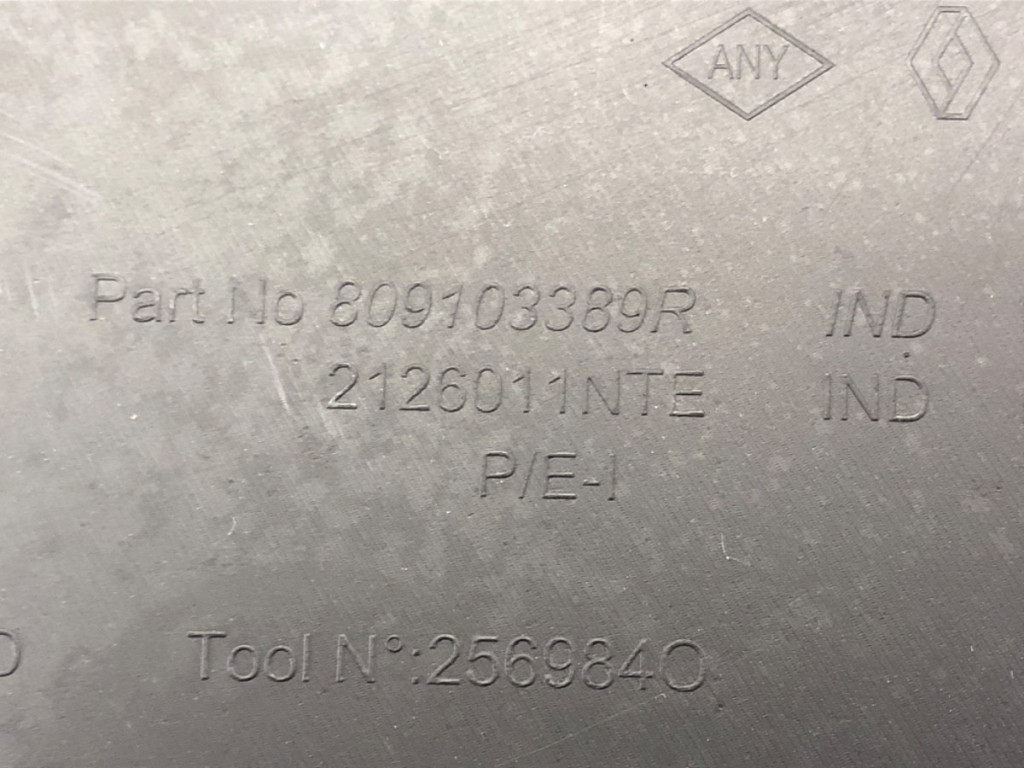 ANY
Part No 809103389R IND
2126011NTE IND
P/E-I
Tool N°:2569840